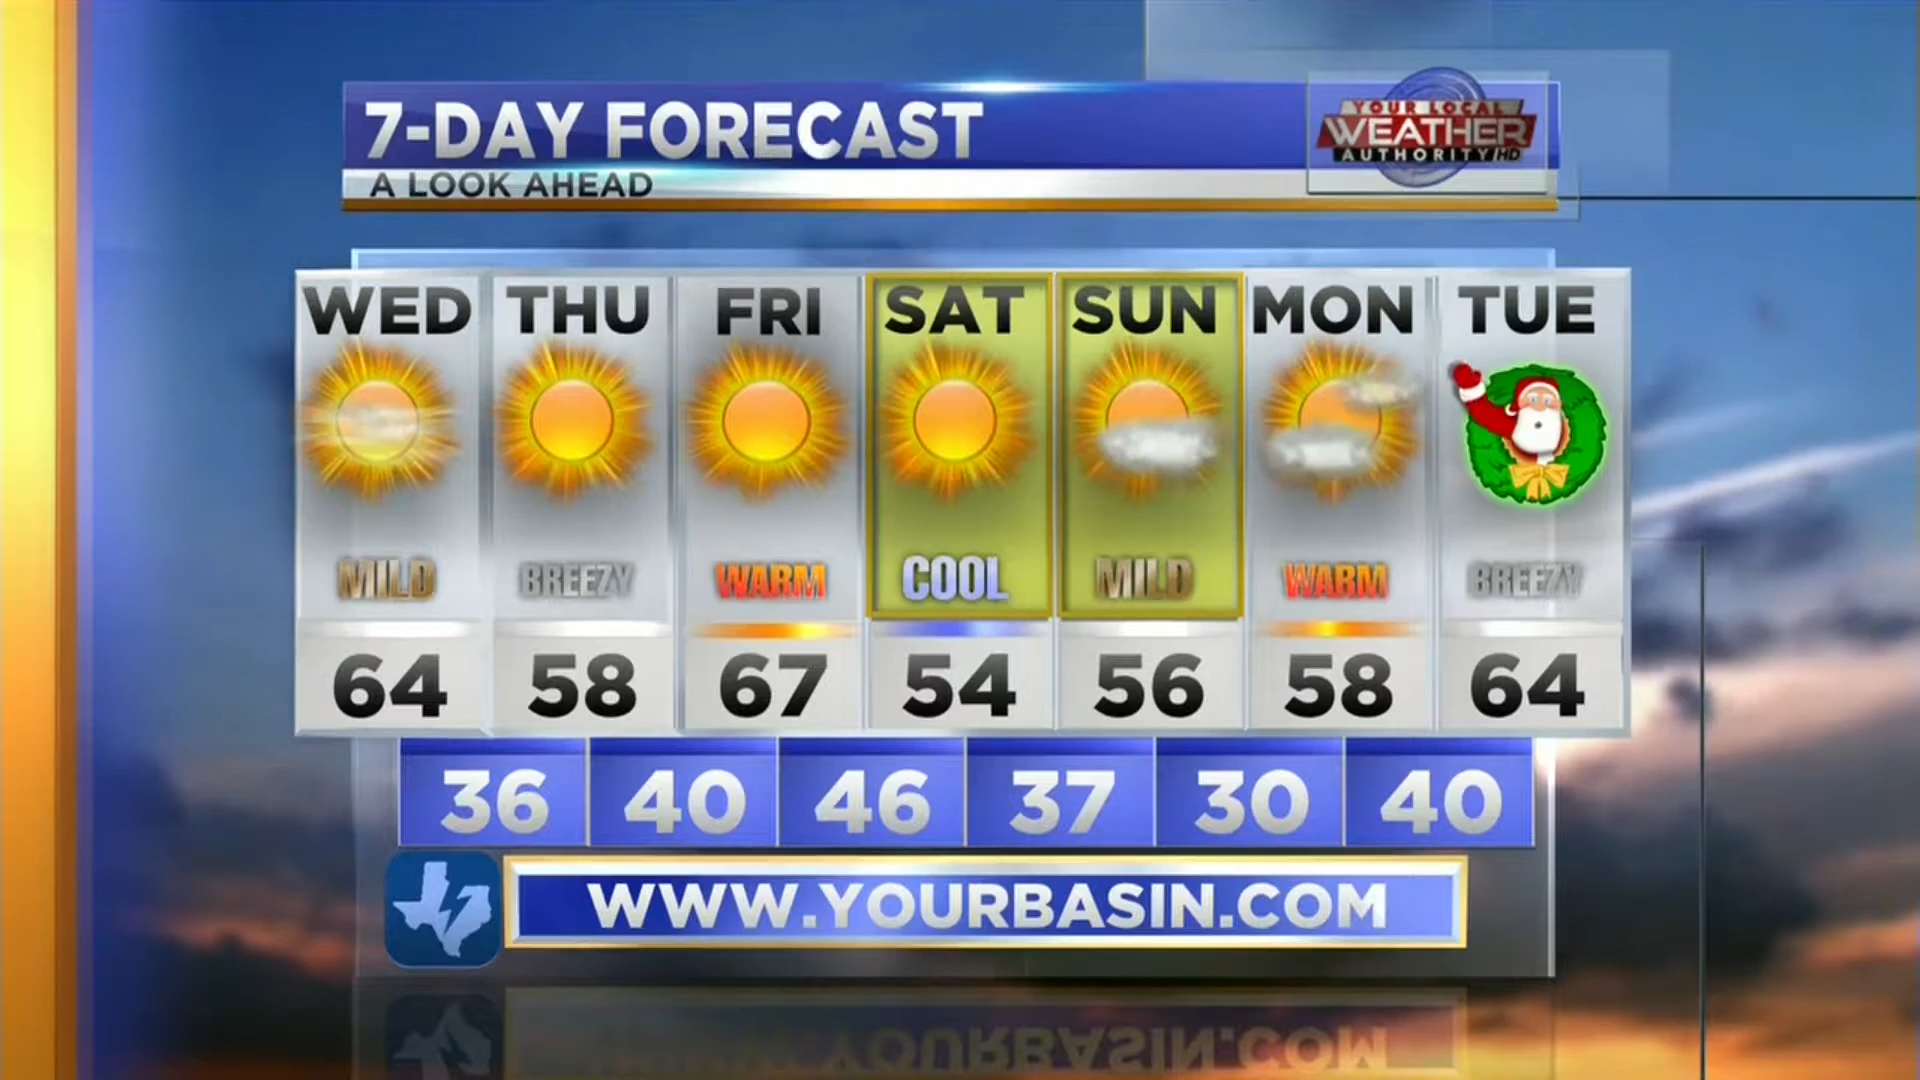 7-DAY FORECAST
YOUR LOCAL
WEATHER
AUTHORITY HD
A LOOK AHEAD
WED THU FRI SAT SUN MON TUE
MILD BREEZY WARM COOL MILD WARM BREEZY
64 58 67 54 56 58 64
36 40 46 37 30 40
WWW.YOURBASIN.COM